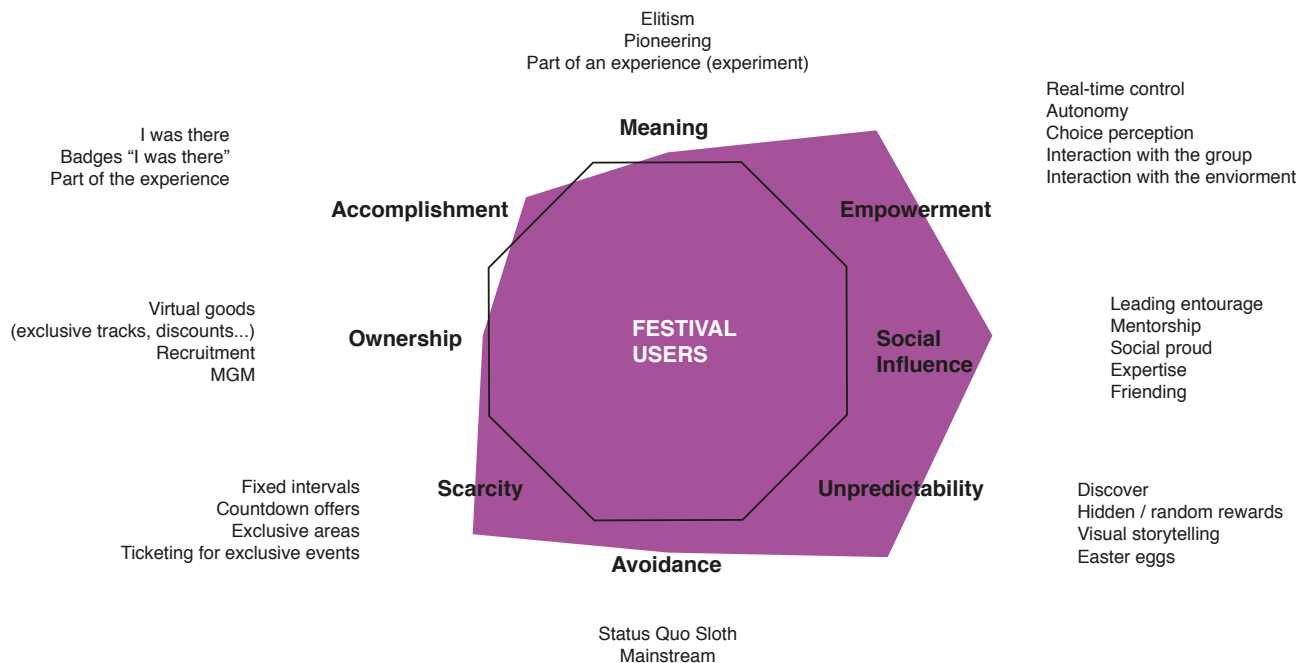 Elitism
Pioneering
Part of an experience (experiment)
Meaning
Real-time control
Autonomy
Choice perception
Interaction with the group
Interaction with the enviorment
Empowerment
I was there
Badges “I was there”
Part of the experience
Accomplishment
Virtual goods
(exclusive tracks, discounts...)
Recruitment
MGM
Ownership
FESTIVAL
USERS
Social
Influence
Leading entourage
Mentorship
Social proud
Expertise
Friending
Fixed intervals
Countdown offers
Exclusive areas
Ticketing for exclusive events
Scarcity
Unpredictability
Discover
Hidden / random rewards
Visual storytelling
Easter eggs
Avoidance
Status Quo Sloth
Mainstream